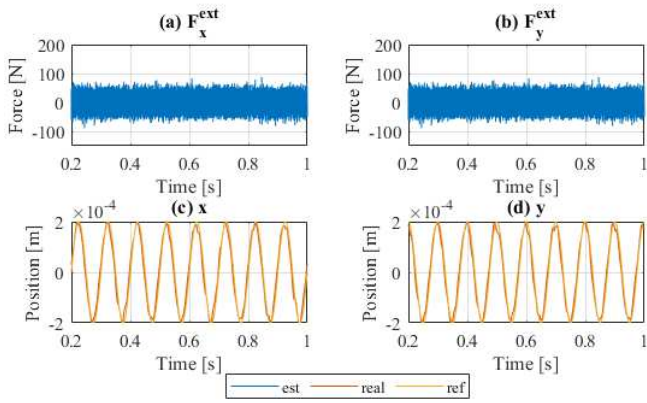 (a) F_x^ext
(b) F_y^ext
200
100
0
-100
Force [N]
0.2 0.4 0.6 0.8 1
Time [s]
200
100
0
-100
Force [N]
0.2 0.4 0.6 0.8 1
Time [s]
×10^-4
(c) x
2
0
-2
Position [m]
0.2 0.4 0.6 0.8 1
Time [s]
×10^-4
(d) y
2
0
-2
Position [m]
0.2 0.4 0.6 0.8 1
Time [s]
est real ref